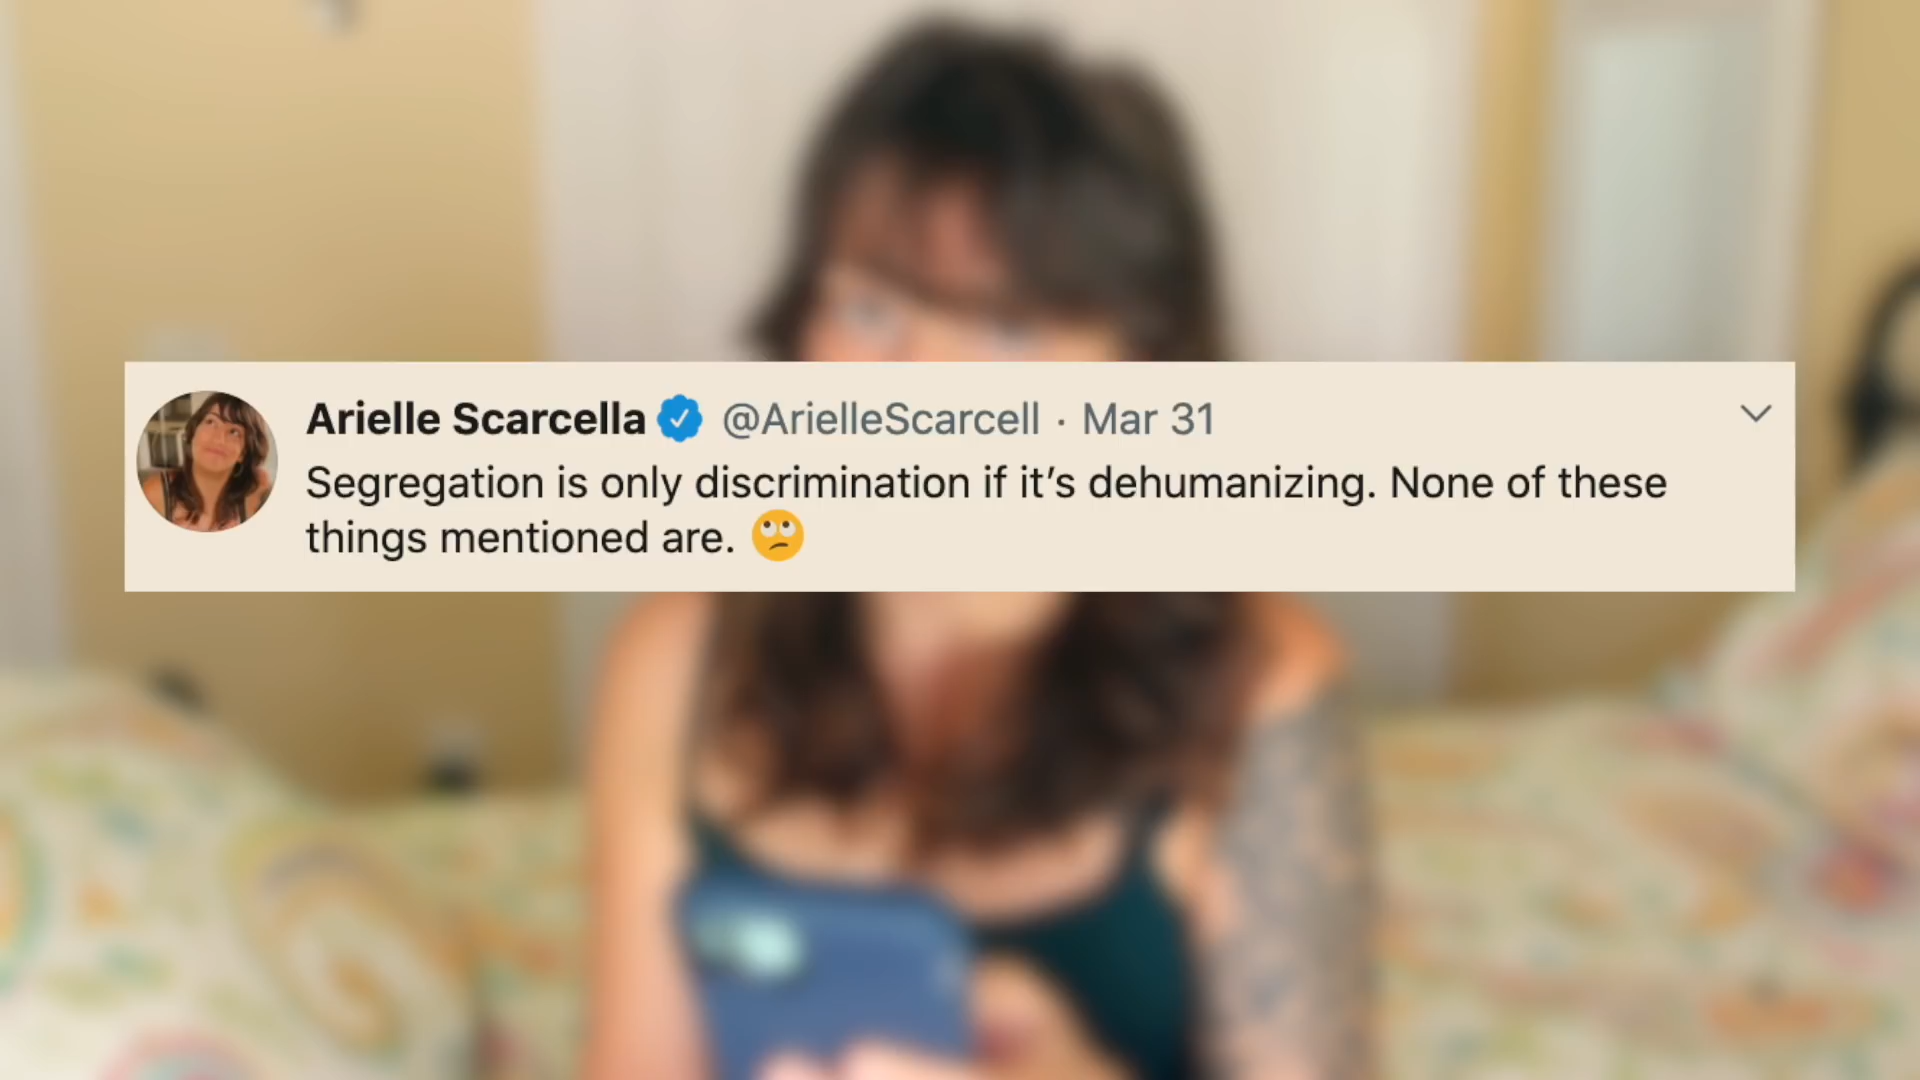 Arielle Scarcella @ArielleScarcell · Mar 31
Segregation is only discrimination if it’s dehumanizing. None of these
things mentioned are. 🙄